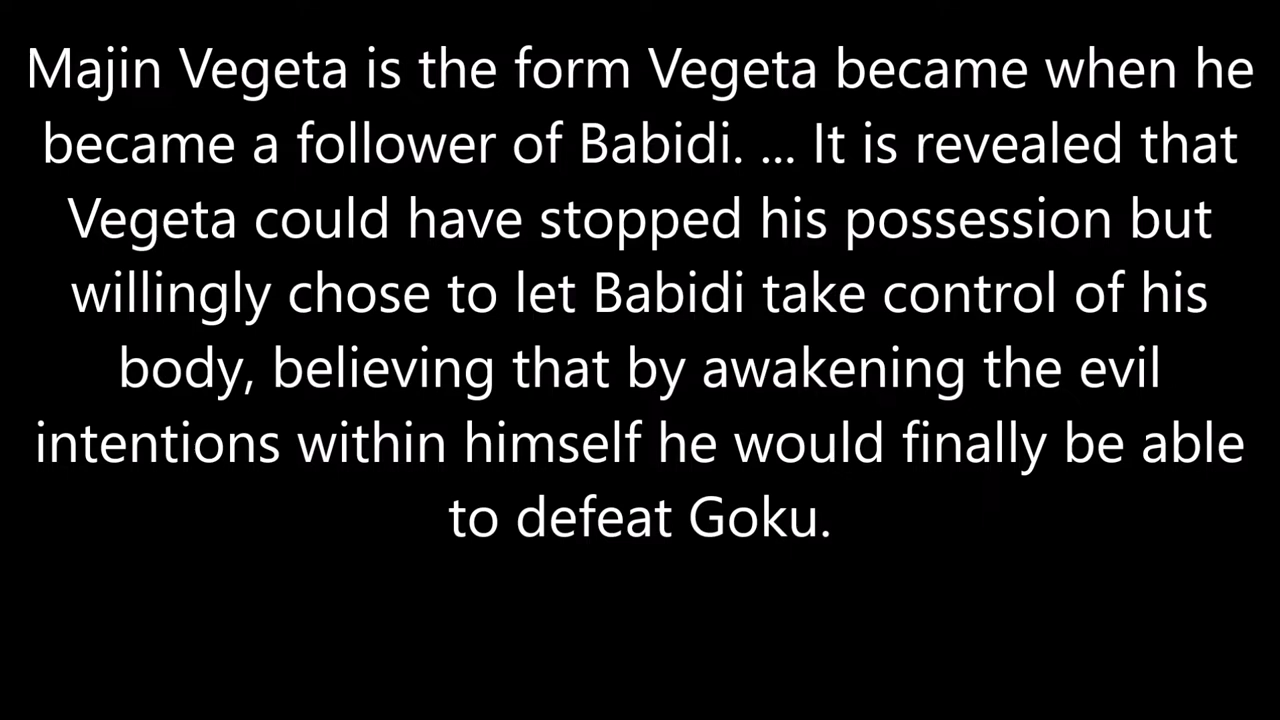 Majin Vegeta is the form Vegeta became when he
became a follower of Babidi. ... It is revealed that
Vegeta could have stopped his possession but
willingly chose to let Babidi take control of his
body, believing that by awakening the evil
intentions within himself he would finally be able
to defeat Goku.